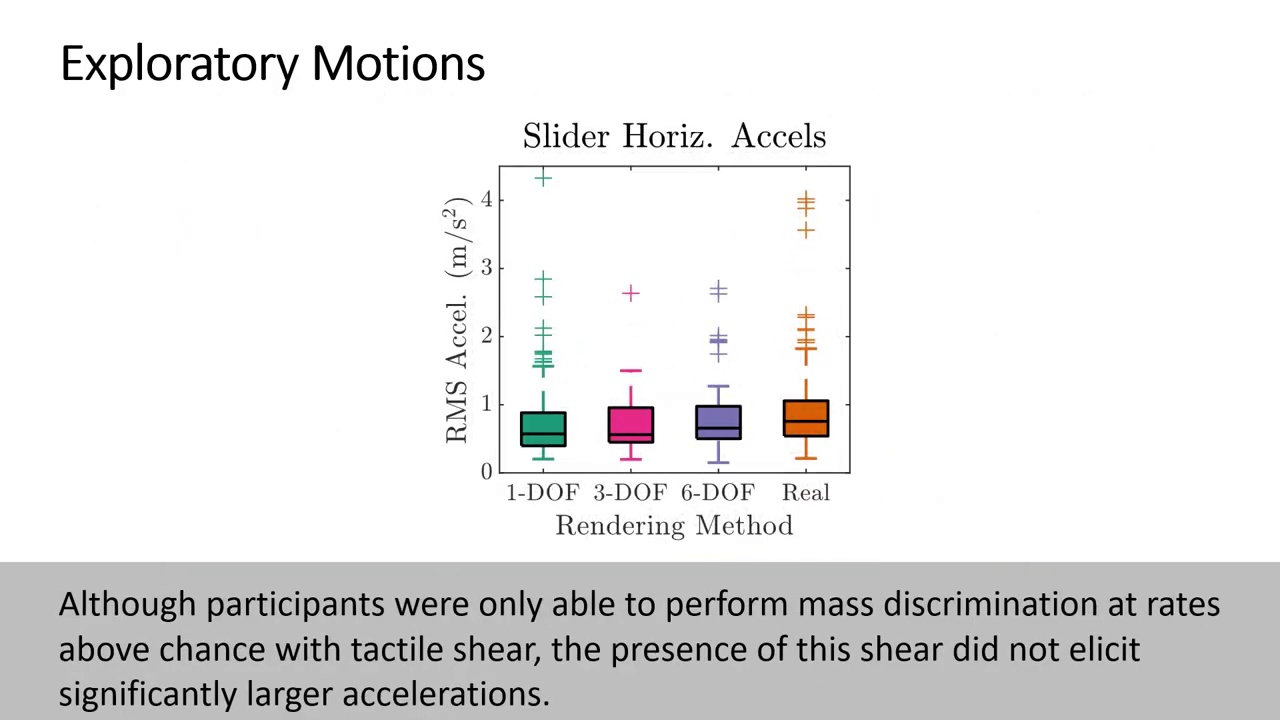 Exploratory Motions
Slider Horiz. Accels
RMS Accel. (m/s²)
4
3
2
1
0
1-DOF 3-DOF 6-DOF Real
Rendering Method
Although participants were only able to perform mass discrimination at rates
above chance with tactile shear, the presence of this shear did not elicit
significantly larger accelerations.